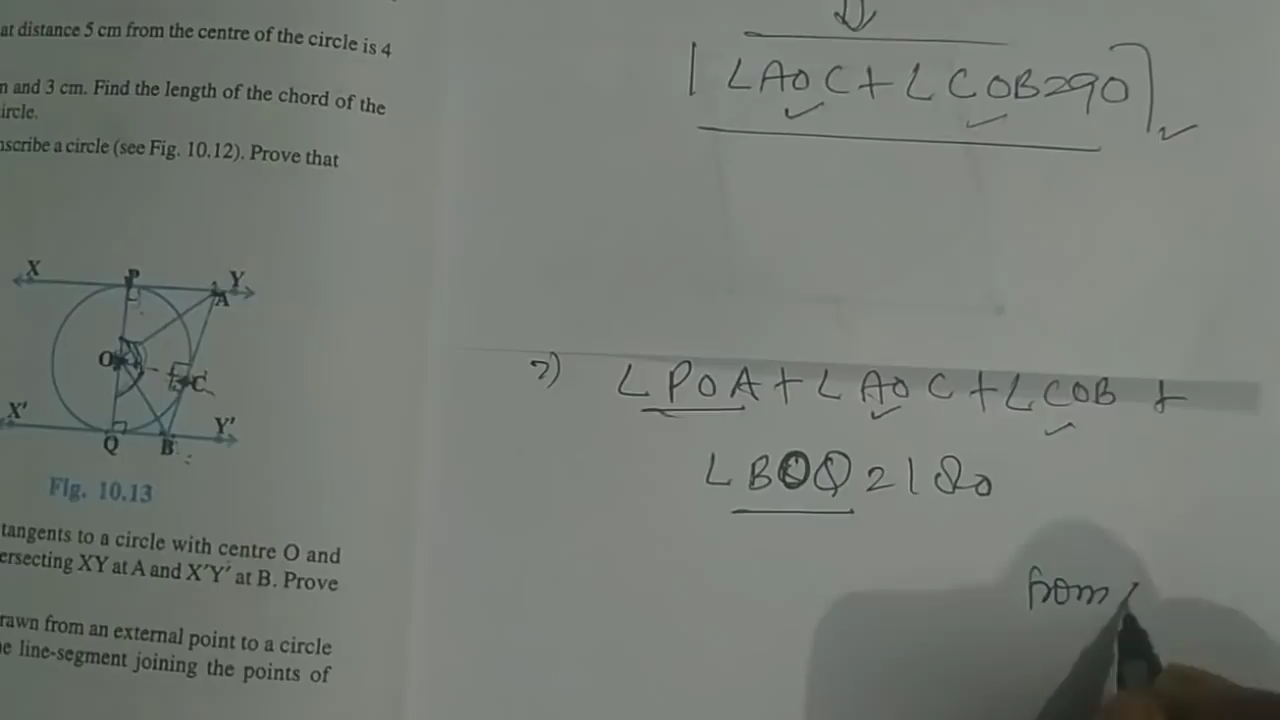 at distance 5 cm from the centre of the circle is 4
n and 3 cm. Find the length of the chord of the
ircle.
nscribe a circle (see Fig. 10.12). Prove that
X P Y
A
O
C
X' Y'
Q B
Fig. 10.13
tangents to a circle with centre O and
ersecting XY at A and X'Y' at B. Prove
rawn from an external point to a circle
e line-segment joining the points of
∠AOC + ∠COB = 90
⇒) ∠POA + ∠AOC + ∠COB +
∠BOQ = 180
from